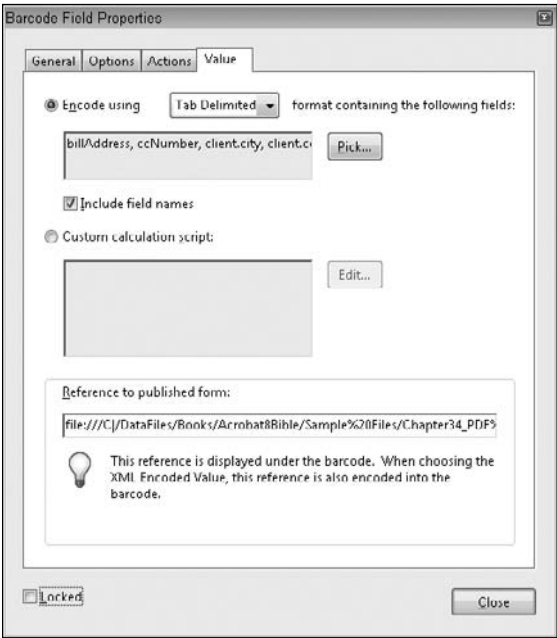 Barcode Field Properties
General Options Actions Value
Encode using Tab Delimited format containing the following fields:
billAddress, ccNumber, client.city, client.c
Pick...
Include field names
Custom calculation script:
Edit...
Reference to published form:
file:///C|/DataFiles/Books/Acrobat8Bible/Sample%20Files/Chapter34_PDF%
This reference is displayed under the barcode. When choosing the
XML Encoded Value, this reference is also encoded into the
barcode.
Locked
Close